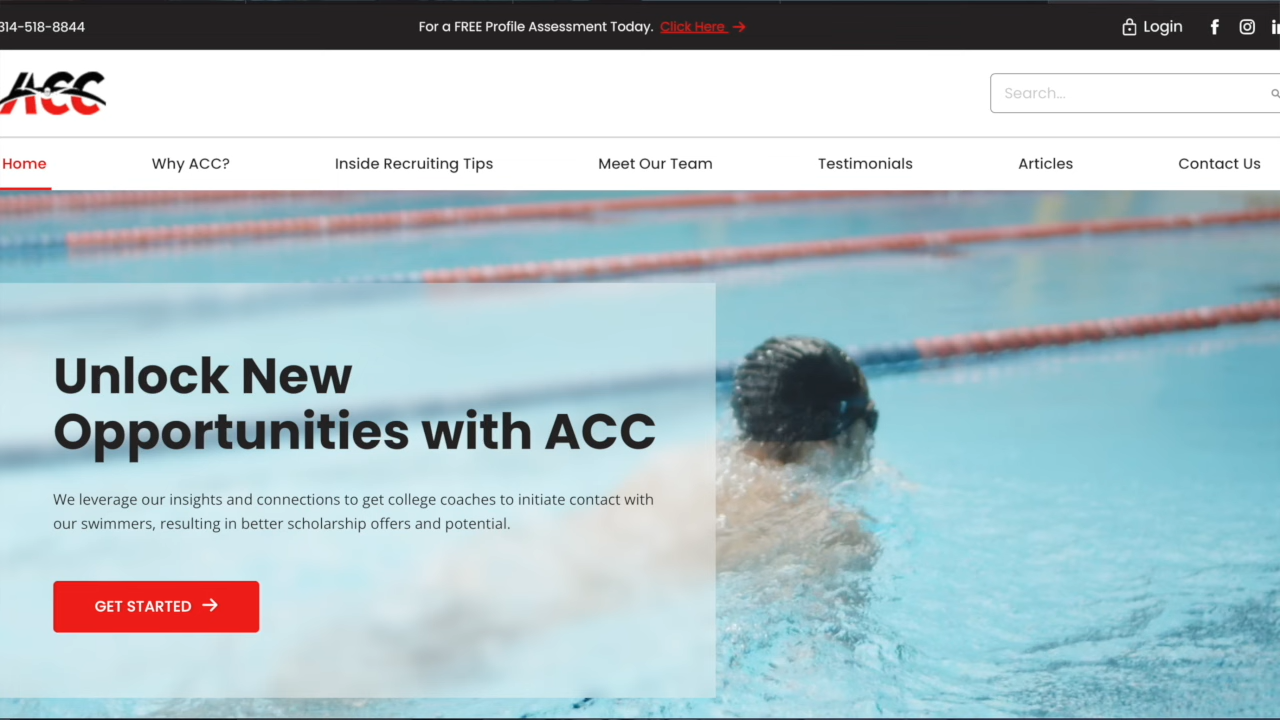 314-518-8844
For a FREE Profile Assessment Today. Click Here
Login
ACC
Search...
Home
Why ACC?
Inside Recruiting Tips
Meet Our Team
Testimonials
Articles
Contact Us
Unlock New
Opportunities with ACC
We leverage our insights and connections to get college coaches to initiate contact with
our swimmers, resulting in better scholarship offers and potential.
GET STARTED